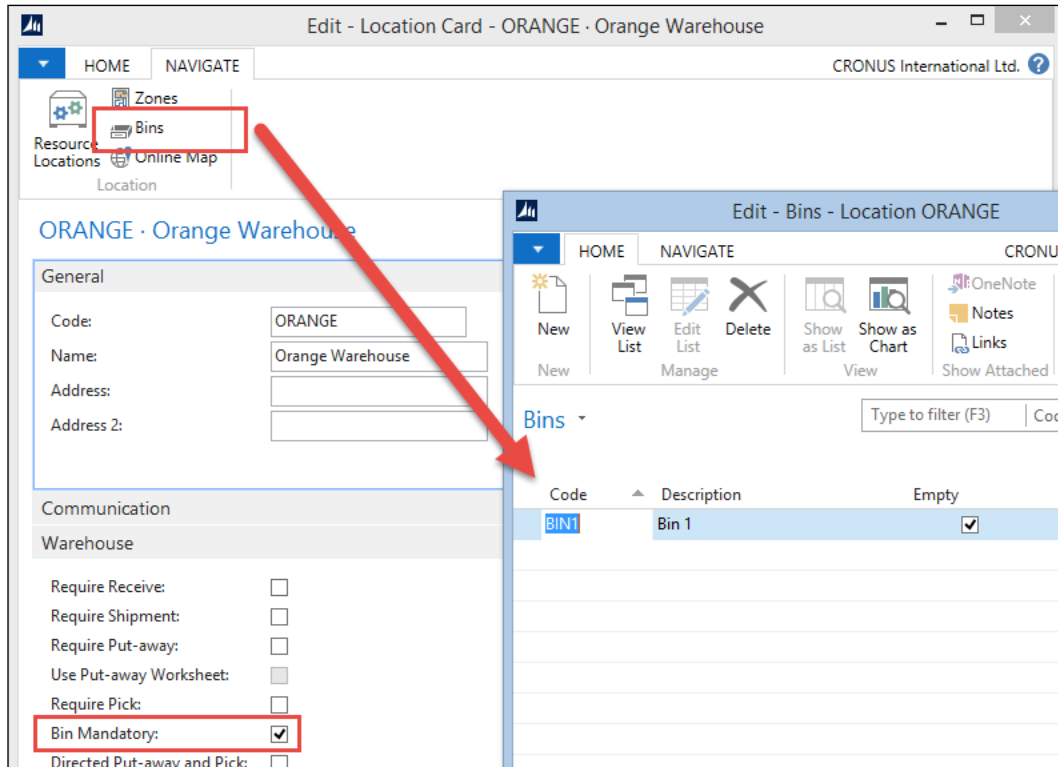 Edit - Location Card - ORANGE · Orange Warehouse
HOME NAVIGATE CRONUS International Ltd. ?
Zones
Bins
Resource
Locations
Online Map
Location
ORANGE · Orange Warehouse
General
Code: ORANGE
Name: Orange Warehouse
Address:
Address 2:
Communication
Warehouse
Require Receive:
Require Shipment:
Require Put-away:
Use Put-away Worksheet:
Require Pick:
Bin Mandatory:
Directed Put-away and Pick:
Edit - Bins - Location ORANGE
HOME NAVIGATE CRONU
New
View
List
Edit
List
Delete
Show
as List
Show as
Chart
OneNote
Notes
Links
New Manage View Show Attached
Bins
Type to filter (F3) Cod
Code Description Empty
BIN1 Bin 1